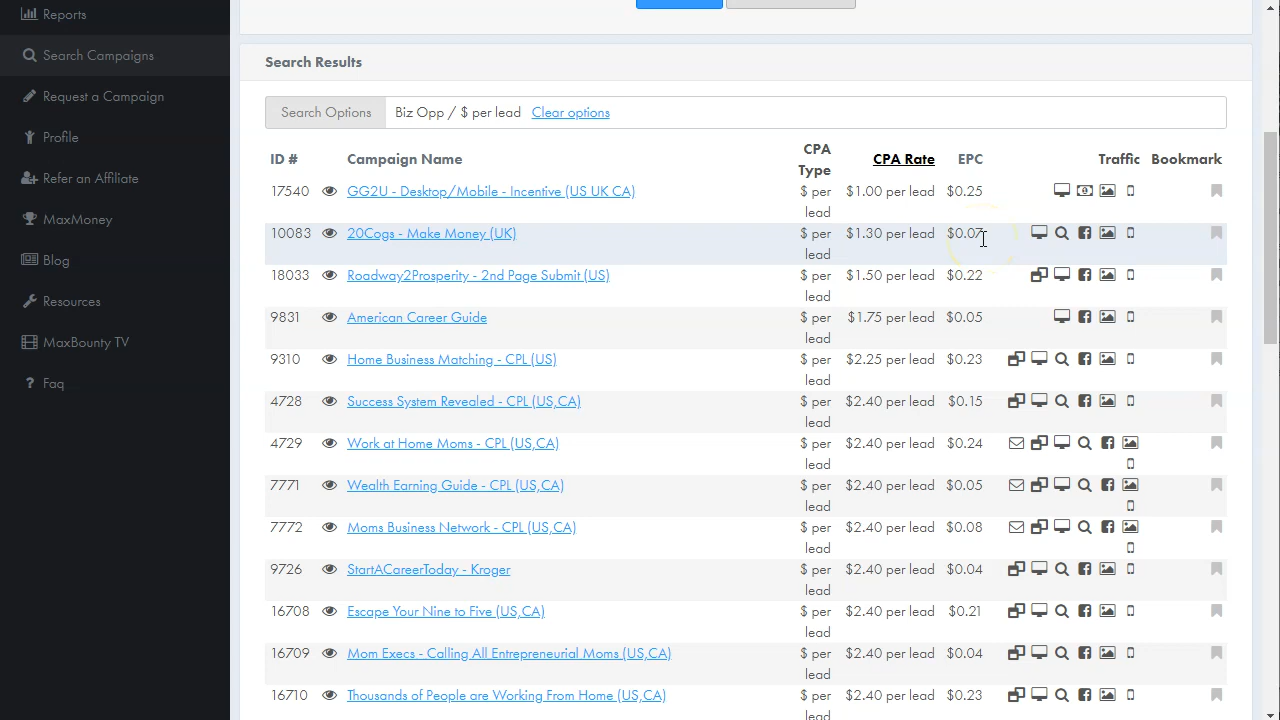 Reports
Search Campaigns
Request a Campaign
Profile
Refer an Affiliate
MaxMoney
Blog
Resources
MaxBounty TV
? Faq
Search Results
Search Options Biz Opp / $ per lead Clear options
ID # Campaign Name CPA Type CPA Rate EPC Traffic Bookmark
17540 GG2U - Desktop/Mobile - Incentive (US UK CA) $ per lead $1.00 per lead $0.25
10083 20Cogs - Make Money (UK) $ per lead $1.30 per lead $0.07
18033 Roadway2Prosperity - 2nd Page Submit (US) $ per lead $1.50 per lead $0.22
9831 American Career Guide $ per lead $1.75 per lead $0.05
9310 Home Business Matching - CPL (US) $ per lead $2.25 per lead $0.23
4728 Success System Revealed - CPL (US,CA) $ per lead $2.40 per lead $0.15
4729 Work at Home Moms - CPL (US,CA) $ per lead $2.40 per lead $0.24
7771 Wealth Earning Guide - CPL (US,CA) $ per lead $2.40 per lead $0.05
7772 Moms Business Network - CPL (US,CA) $ per lead $2.40 per lead $0.08
9726 StartACareerToday - Kroger $ per lead $2.40 per lead $0.04
16708 Escape Your Nine to Five (US,CA) $ per lead $2.40 per lead $0.21
16709 Mom Execs - Calling All Entrepreneurial Moms (US,CA) $ per lead $2.40 per lead $0.04
16710 Thousands of People are Working From Home (US,CA) $ per lead $2.40 per lead $0.23